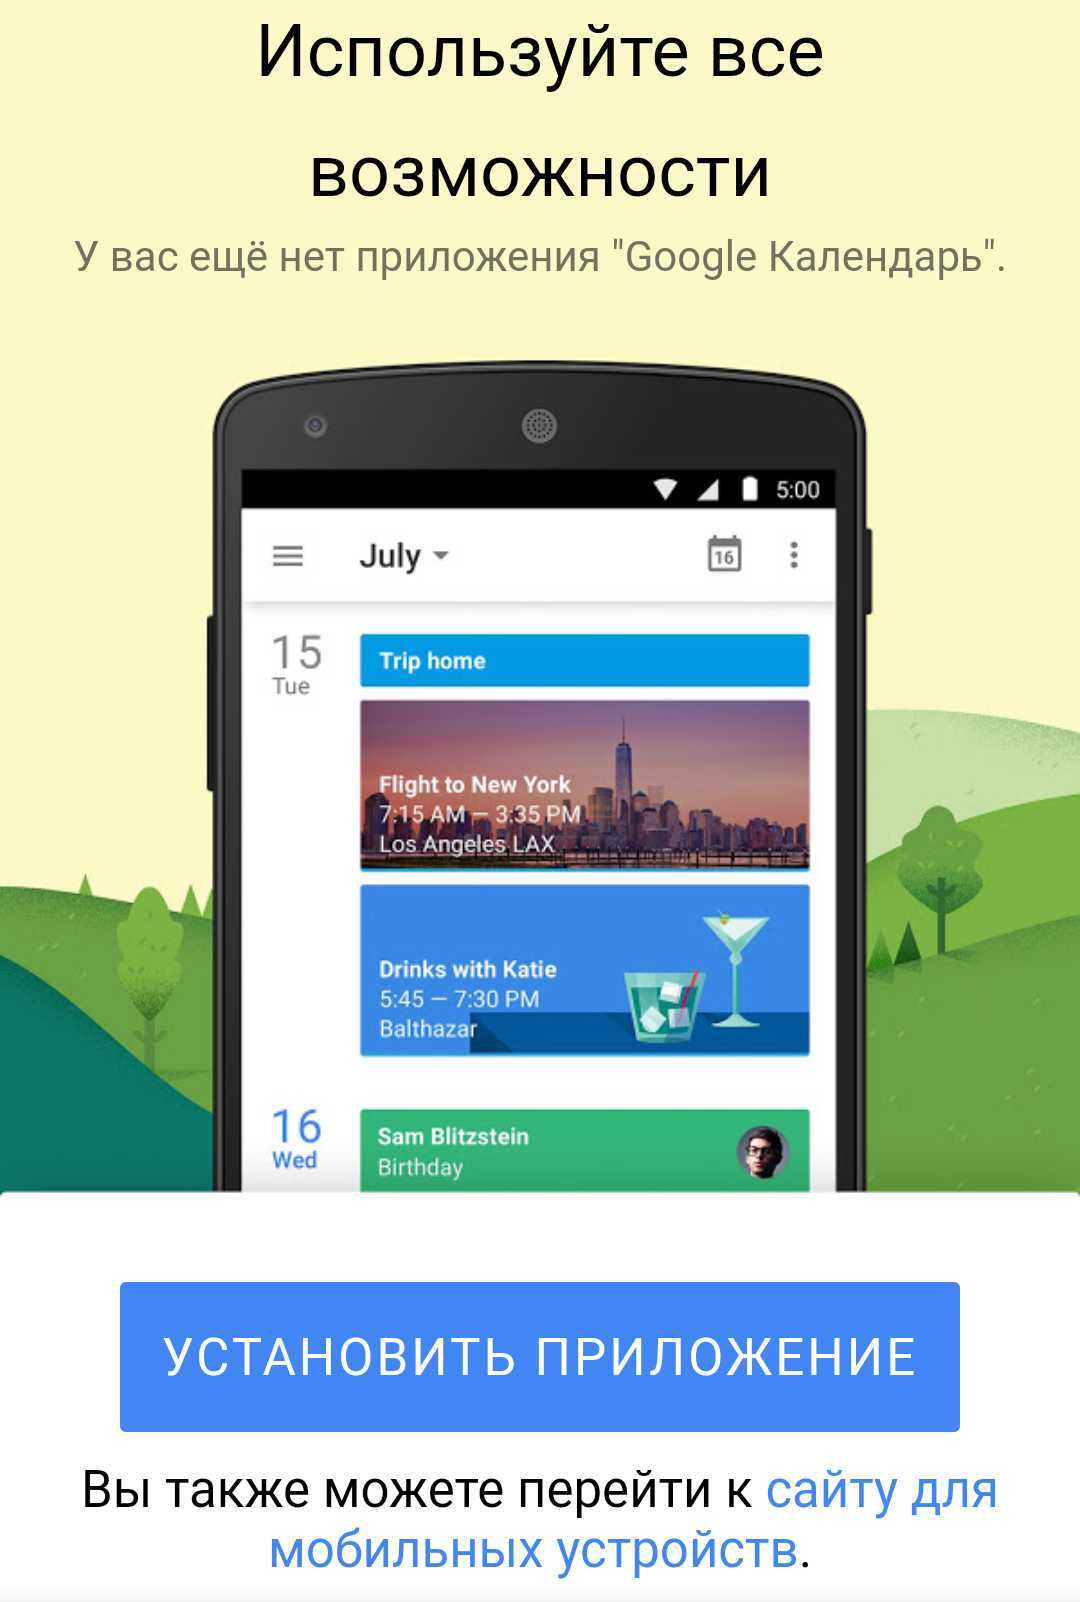 Используйте все
возможности
У вас ещё нет приложения "Google Календарь".
5:00
July
16
15
Tue
Trip home
Flight to New York
7:15 AM — 3:35 PM
Los Angeles LAX
Drinks with Katie
5:45 — 7:30 PM
Balthazar
16
Wed
Sam Blitzstein
Birthday
УСТАНОВИТЬ ПРИЛОЖЕНИЕ
Вы также можете перейти к сайту для
мобильных устройств.